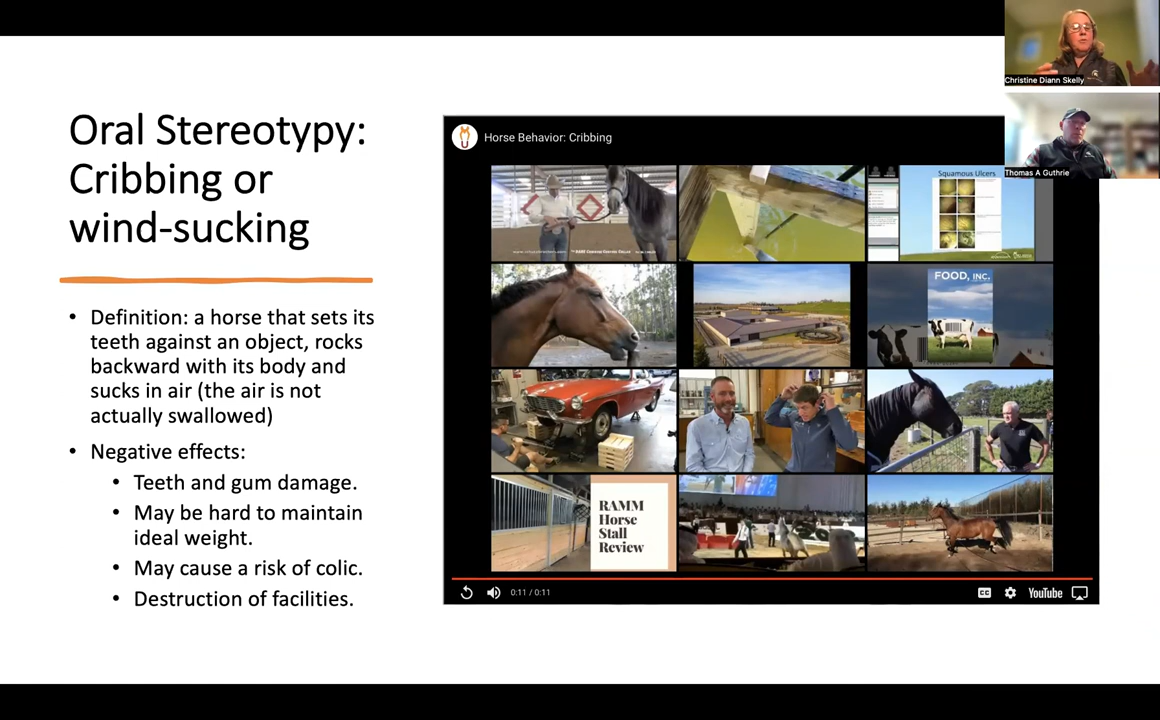 Christine Diann Skelly
Thomas A Guthrie
Oral Stereotypy:
Cribbing or
wind-sucking
• Definition: a horse that sets its
teeth against an object, rocks
backward with its body and
sucks in air (the air is not
actually swallowed)
• Negative effects:
• Teeth and gum damage.
• May be hard to maintain
ideal weight.
• May cause a risk of colic.
• Destruction of facilities.
Horse Behavior: Cribbing
Squamous Ulcers
FOOD, INC.
RAMM
Horse
Stall
Review
0:11 / 0:11
CC
YouTube